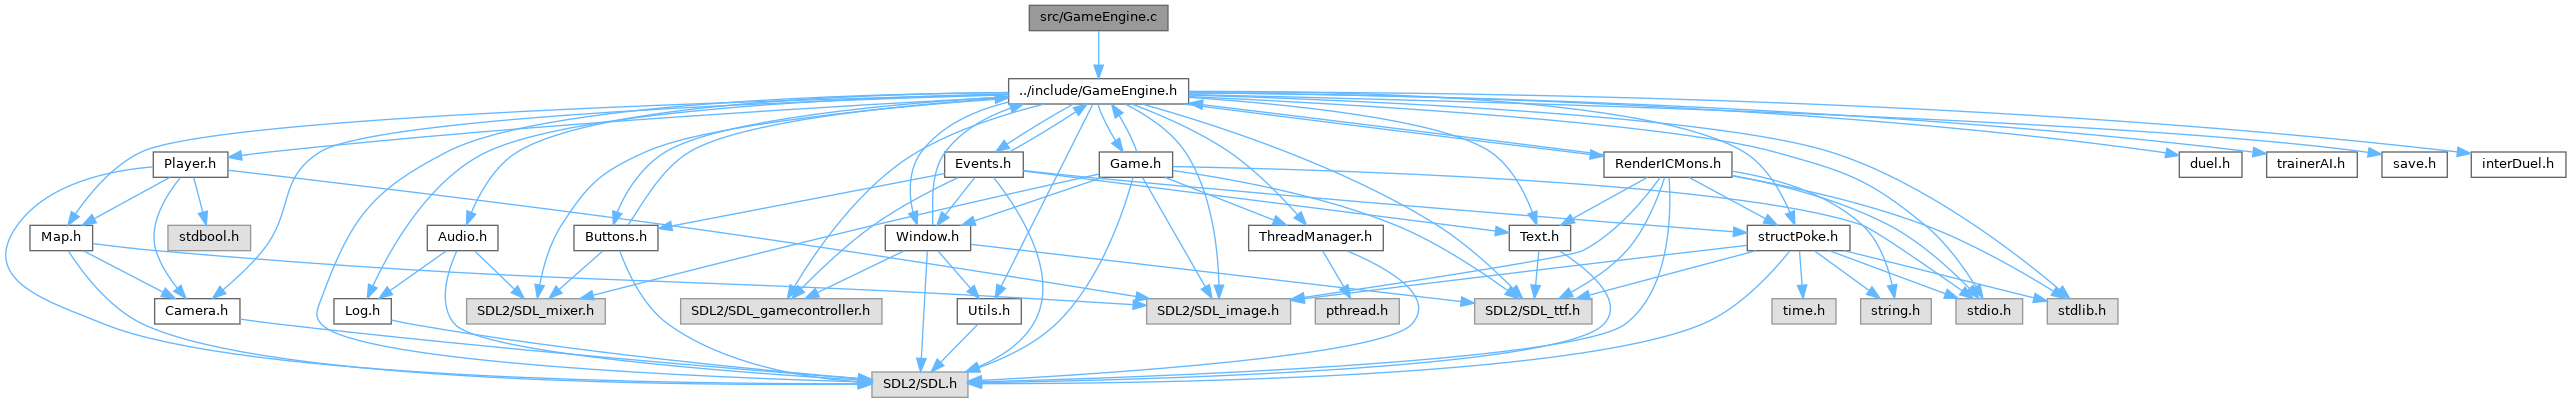 src/GameEngine.c
../include/GameEngine.h
Player.h
Events.h
Game.h
RenderICMons.h
duel.h
trainerAI.h
save.h
interDuel.h
Map.h
stdbool.h
Audio.h
Buttons.h
Window.h
ThreadManager.h
Text.h
structPoke.h
Camera.h
Log.h
SDL2/SDL_mixer.h
SDL2/SDL_gamecontroller.h
Utils.h
SDL2/SDL_image.h
pthread.h
SDL2/SDL_ttf.h
time.h
string.h
stdio.h
stdlib.h
SDL2/SDL.h